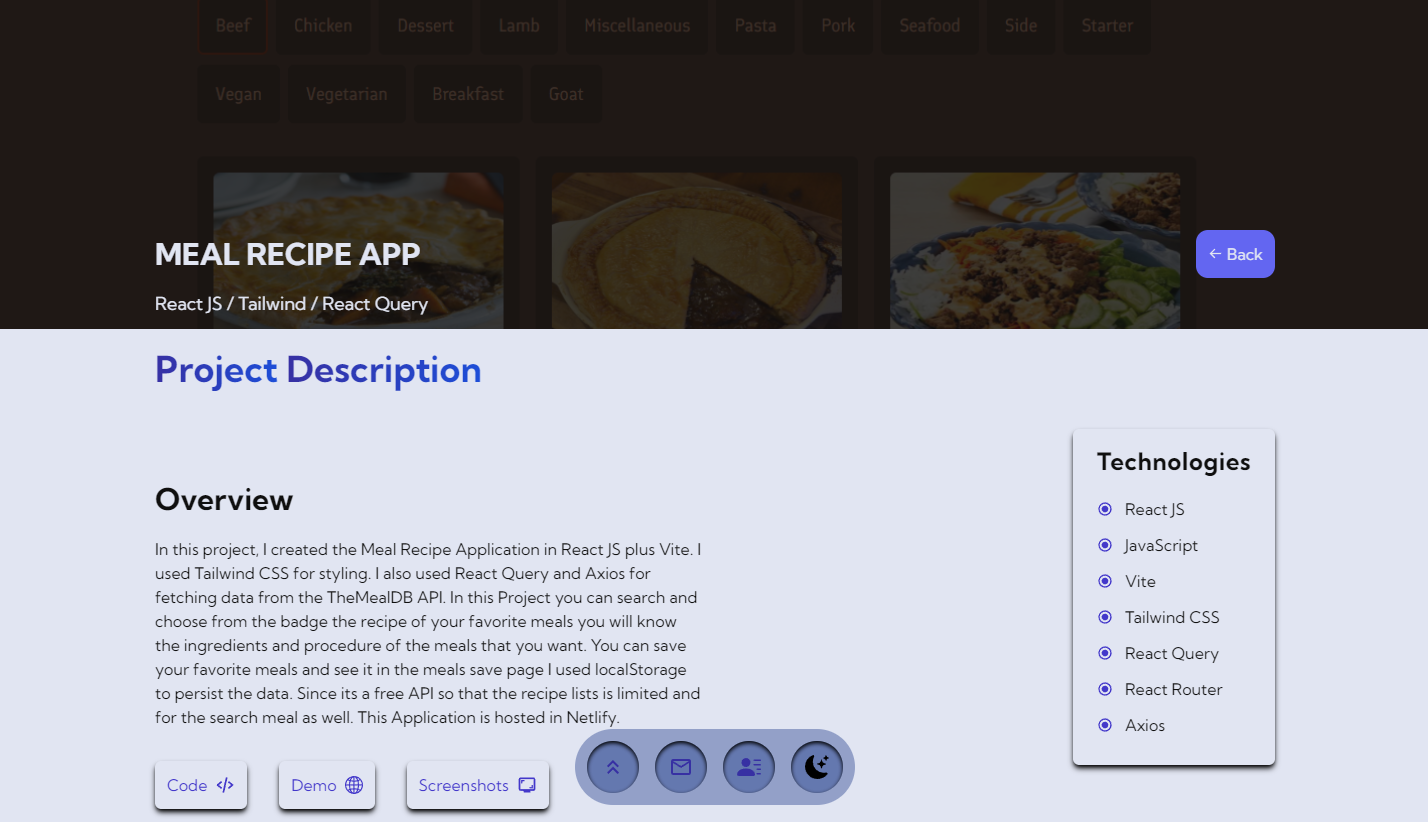 Beef Chicken Dessert Lamb Miscellaneous Pasta Pork Seafood Side Starter
Vegan Vegetarian Breakfast Goat
MEAL RECIPE APP
← Back
React JS / Tailwind / React Query
Project Description
Overview
In this project, I created the Meal Recipe Application in React JS plus Vite. I
used Tailwind CSS for styling. I also used React Query and Axios for
fetching data from the TheMealDB API. In this Project you can search and
choose from the badge the recipe of your favorite meals you will know
the ingredients and procedure of the meals that you want. You can save
your favorite meals and see it in the meals save page I used localStorage
to persist the data. Since its a free API so that the recipe lists is limited and
for the search meal as well. This Application is hosted in Netlify.
Code
Demo
Screenshots
Technologies
React JS
JavaScript
Vite
Tailwind CSS
React Query
React Router
Axios